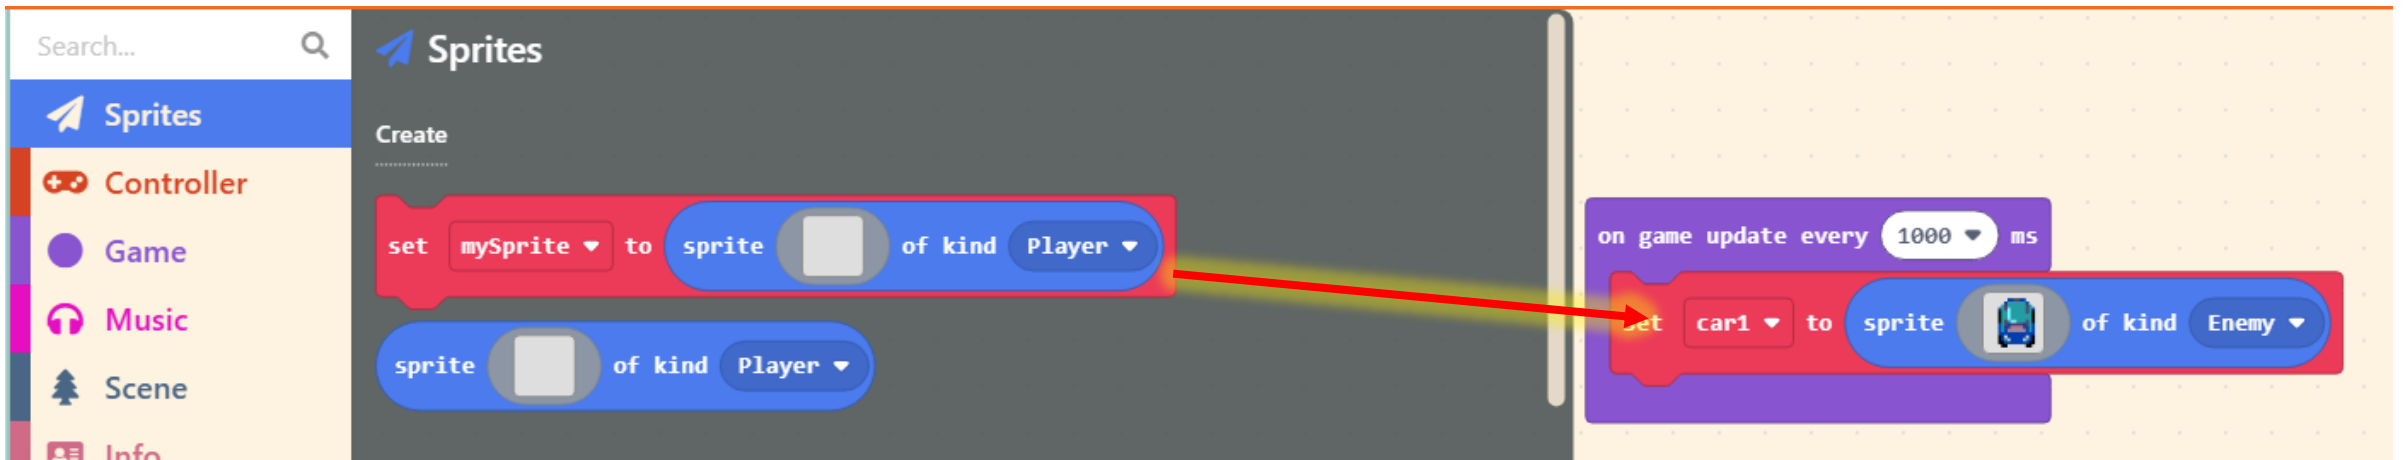 Search...
Sprites
Controller
Game
Music
Scene
Info
Sprites
Create
set mySprite to sprite of kind Player
sprite of kind Player
on game update every 1000 ms
set car1 to sprite of kind Enemy